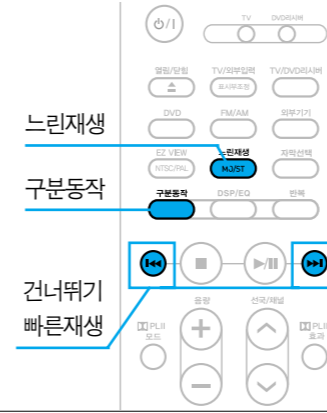 TV DVD리시버
열림/닫힘 TV/외부입력 TV/DVD리시버
표시부조정
DVD FM/AM 외부기기
느린재생
EZ VIEW 느린재생 자막선택
NTSC/PAL MO/ST
구분동작
구분동작 DSP/EQ 반복
건너뛰기
빠른재생
음량 선국/채널
PLII
모드
PLII
효과